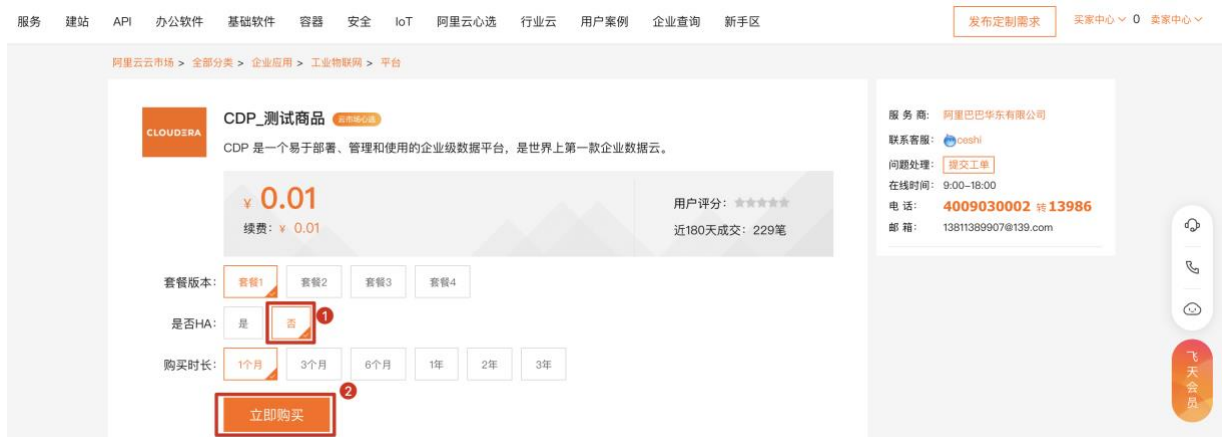 服务 建站 API 办公软件 基础软件 容器 安全 IoT 阿里云心选 行业云 用户案例 企业查询 新手区 发布定制需求 买家中心 0 卖家中心
阿里云云市场 > 全部分类 > 企业应用 > 工业物联网 > 平台
CLOUDERA
CDP_测试商品 云市场心选
CDP 是一个易于部署、管理和使用的企业级数据平台，是世界上第一款企业数据云。
¥ 0.01
续费: ¥ 0.01
用户评分:
近180天成交: 229笔
套餐版本: 套餐1 套餐2 套餐3 套餐4
是否HA: 是 否 1
购买时长: 1个月 3个月 6个月 1年 2年 3年
2
立即购买
服 务 商: 阿里巴巴华东有限公司
联系客服: ceshi
问题处理: 提交工单
在线时间: 9:00–18:00
电 话: 4009030002 转 13986
邮 箱: 13811389907@139.com
飞天会员